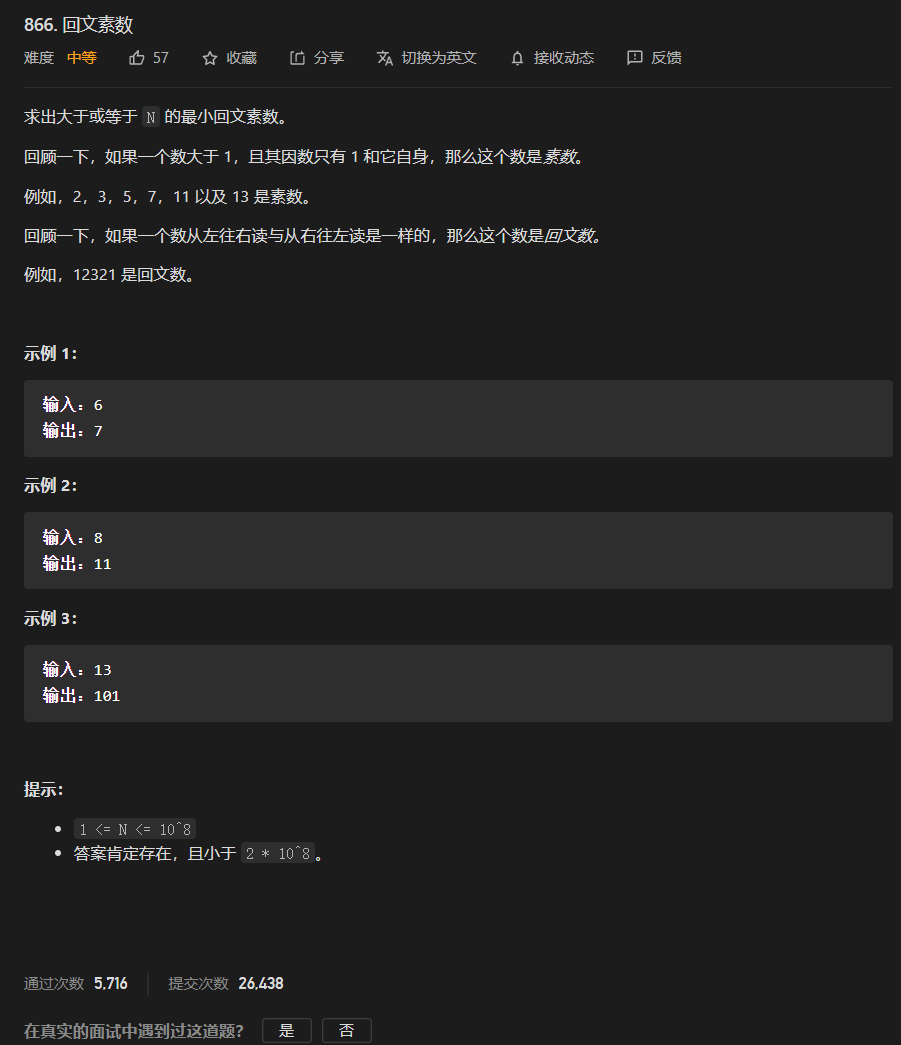 866. 回文素数
难度 中等 57 收藏 分享 切换为英文 接收动态 反馈
求出大于或等于 N 的最小回文素数。
回顾一下，如果一个数大于 1，且其因数只有 1 和它自身，那么这个数是素数。
例如，2，3，5，7，11 以及 13 是素数。
回顾一下，如果一个数从左往右读与从右往左读是一样的，那么这个数是回文数。
例如，12321 是回文数。
示例 1：
输入：6
输出：7
示例 2：
输入：8
输出：11
示例 3：
输入：13
输出：101
提示：
• 1 <= N <= 10^8
• 答案肯定存在，且小于 2 * 10^8。
通过次数 5,716 提交次数 26,438
在真实的面试中遇到过这道题？ 是 否